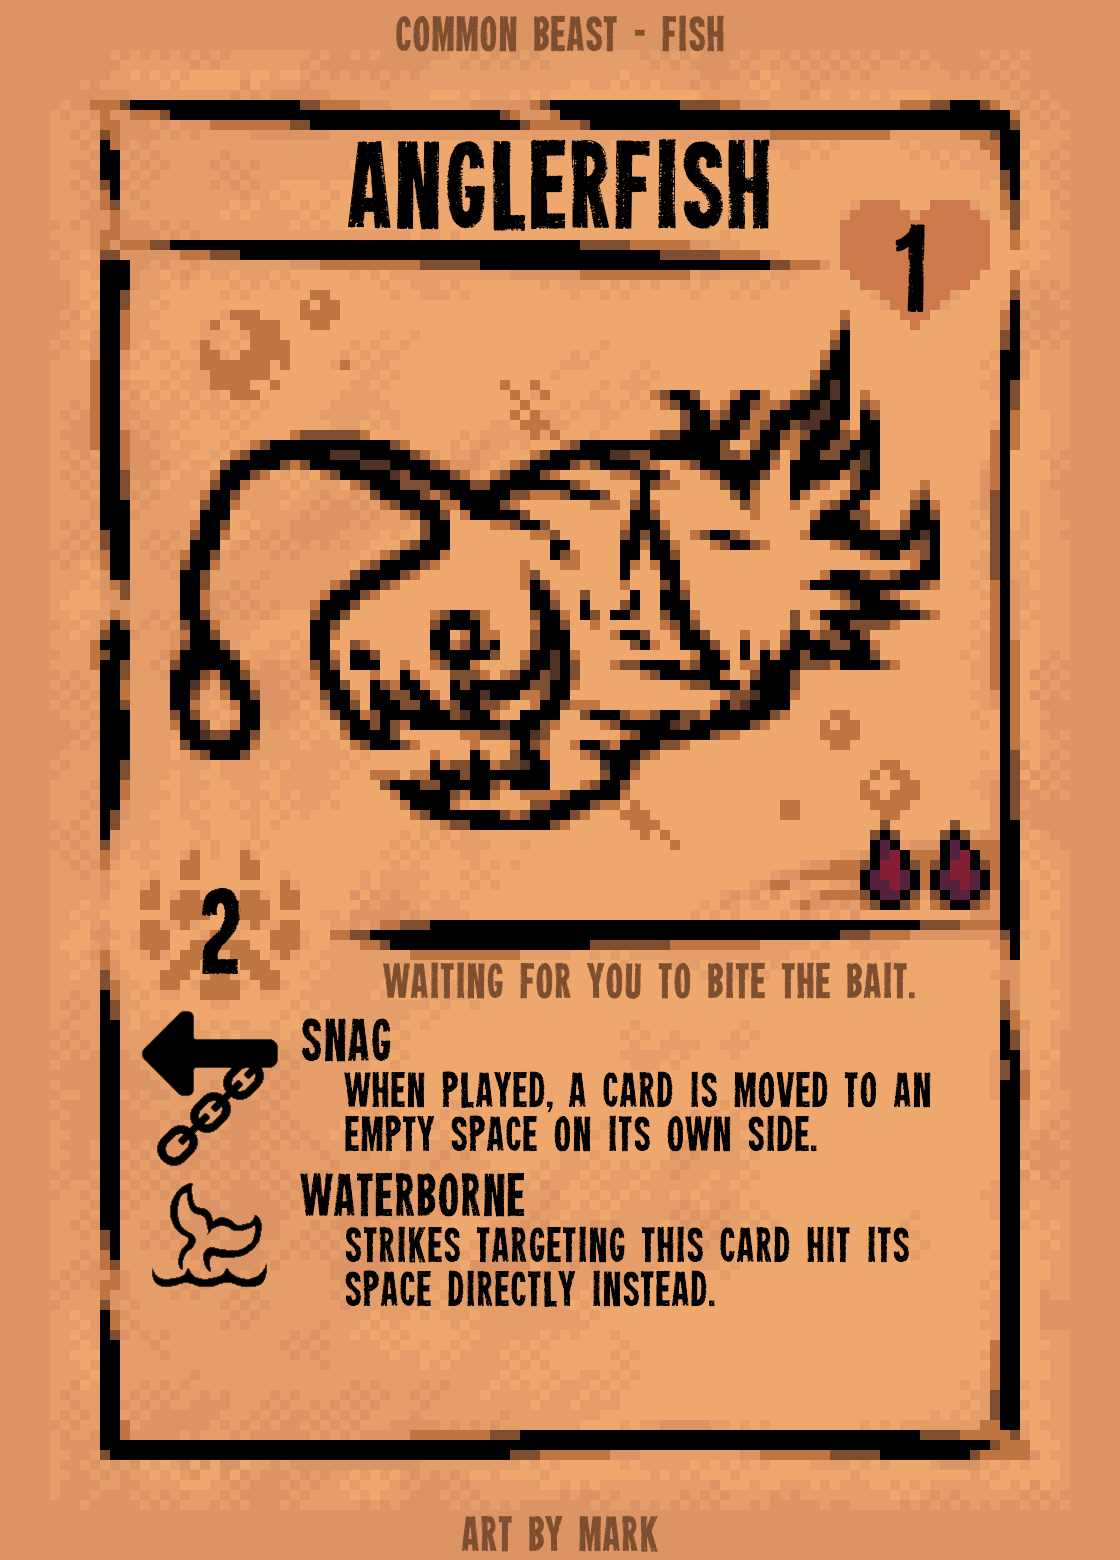 COMMON BEAST - FISH
ANGLERFISH
1
2
WAITING FOR YOU TO BITE THE BAIT.
SNAG
WHEN PLAYED, A CARD IS MOVED TO AN
EMPTY SPACE ON ITS OWN SIDE.
WATERBORNE
STRIKES TARGETING THIS CARD HIT ITS
SPACE DIRECTLY INSTEAD.
ART BY MARK